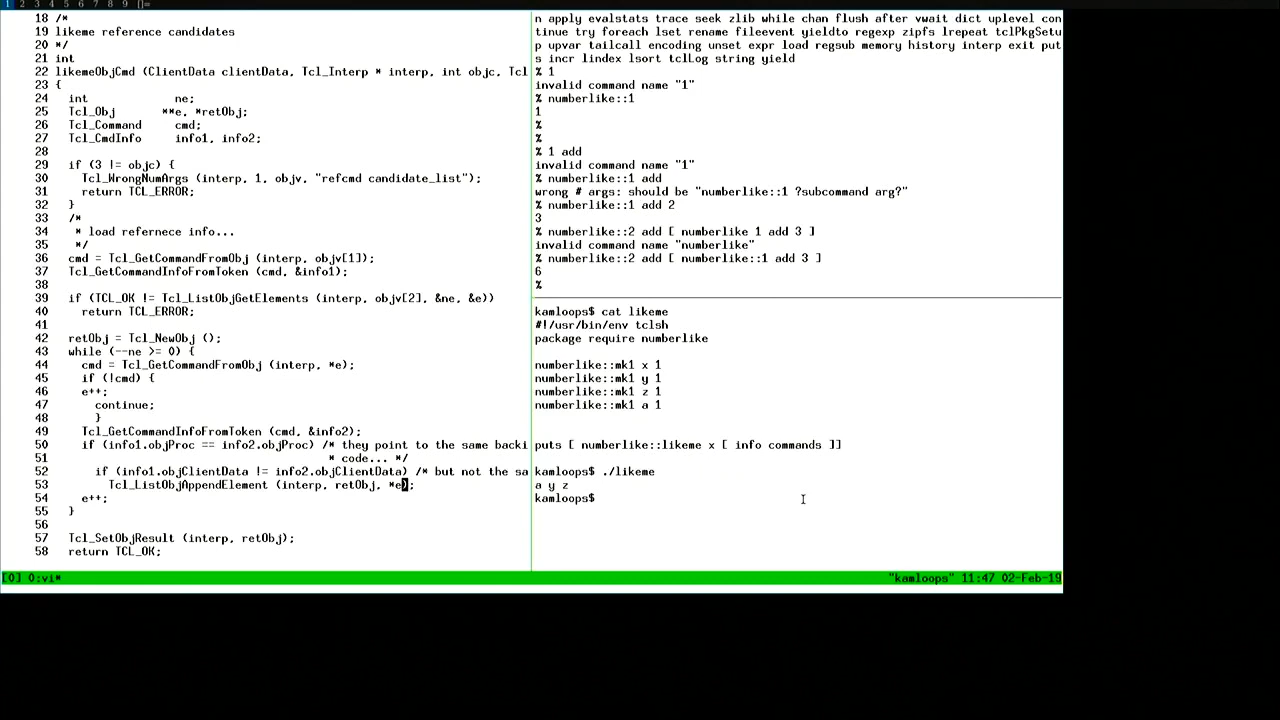 1 2 3 4 5 6 7 8 9 []=
18 /*
19 likeme reference candidates
20 */
21 int
22 likemeObjCmd (ClientData clientData, Tcl_Interp * interp, int objc, Tcl
23 {
24   int             ne;
25   Tcl_Obj       **e, *retObj;
26   Tcl_Command     cmd;
27   Tcl_CmdInfo     info1, info2;
28
29   if (3 != objc) {
30     Tcl_WrongNumArgs (interp, 1, objv, "refcmd candidate_list");
31     return TCL_ERROR;
32   }
33   /*
34    * load refernece info...
35    */
36   cmd = Tcl_GetCommandFromObj (interp, objv[1]);
37   Tcl_GetCommandInfoFromToken (cmd, &info1);
38
39   if (TCL_OK != Tcl_ListObjGetElements (interp, objv[2], &ne, &e))
40     return TCL_ERROR;
41
42   retObj = Tcl_NewObj ();
43   while (--ne >= 0) {
44     cmd = Tcl_GetCommandFromObj (interp, *e);
45     if (!cmd) {
46     e++;
47       continue;
48       }
49     Tcl_GetCommandInfoFromToken (cmd, &info2);
50     if (info1.objProc == info2.objProc) /* they point to the same backi
51                                          * code... */
52       if (info1.objClientData != info2.objClientData) /* but not the sa
53         Tcl_ListObjAppendElement (interp, retObj, *e);
54     e++;
55   }
56
57   Tcl_SetObjResult (interp, retObj);
58   return TCL_OK;
n apply evalstats trace seek zlib while chan flush after vwait dict uplevel con
tinue try foreach lset rename fileevent yieldto regexp zipfs lrepeat tclPkgSetu
p upvar tailcall encoding unset expr load regsub memory history interp exit put
s incr lindex lsort tclLog string yield
% 1
invalid command name "1"
% numberlike::1
1
%
%
% 1 add
invalid command name "1"
% numberlike::1 add
wrong # args: should be "numberlike::1 ?subcommand arg?"
% numberlike::1 add 2
3
% numberlike::2 add [ numberlike 1 add 3 ]
invalid command name "numberlike"
% numberlike::2 add [ numberlike::1 add 3 ]
6
%
kamloops$ cat likeme
#!/usr/bin/env tclsh
package require numberlike
numberlike::mk1 x 1
numberlike::mk1 y 1
numberlike::mk1 z 1
numberlike::mk1 a 1
puts [ numberlike::likeme x [ info commands ]]
kamloops$ ./likeme
a y z
kamloops$
[0] 0:vi* "kamloops" 11:47 02-Feb-19